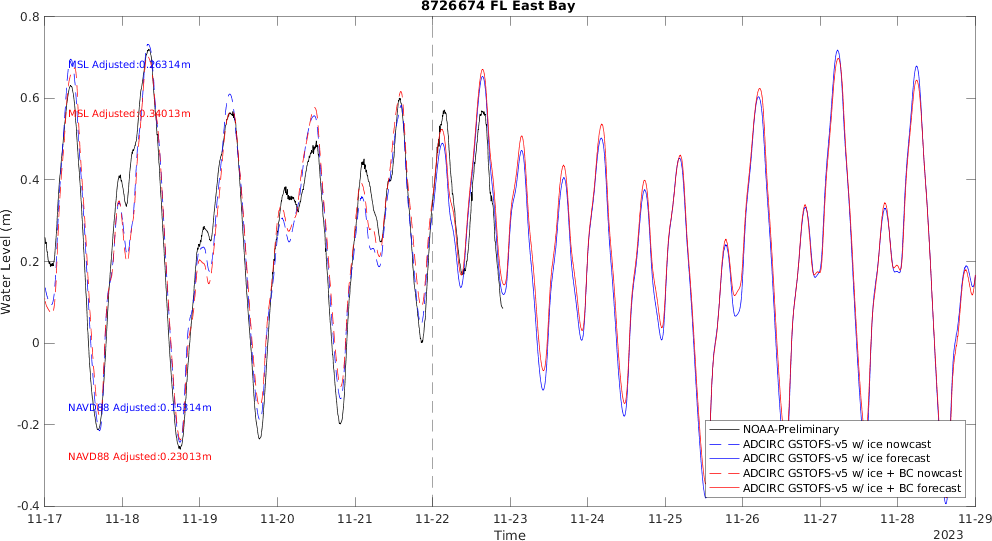 8726674 FL East Bay
0.8
MSL Adjusted:0.26314m
0.6
MSL Adjusted:0.34013m
0.4
0.2
0
-0.2
-0.4
Water Level (m)
NAVD88 Adjusted:0.15314m
NAVD88 Adjusted:0.23013m
NOAA-Preliminary
ADCIRC GSTOFS-v5 w/ ice nowcast
ADCIRC GSTOFS-v5 w/ ice forecast
ADCIRC GSTOFS-v5 w/ ice + BC nowcast
ADCIRC GSTOFS-v5 w/ ice + BC forecast
11-17 11-18 11-19 11-20 11-21 11-22 11-23 11-24 11-25 11-26 11-27 11-28 11-29
Time
2023